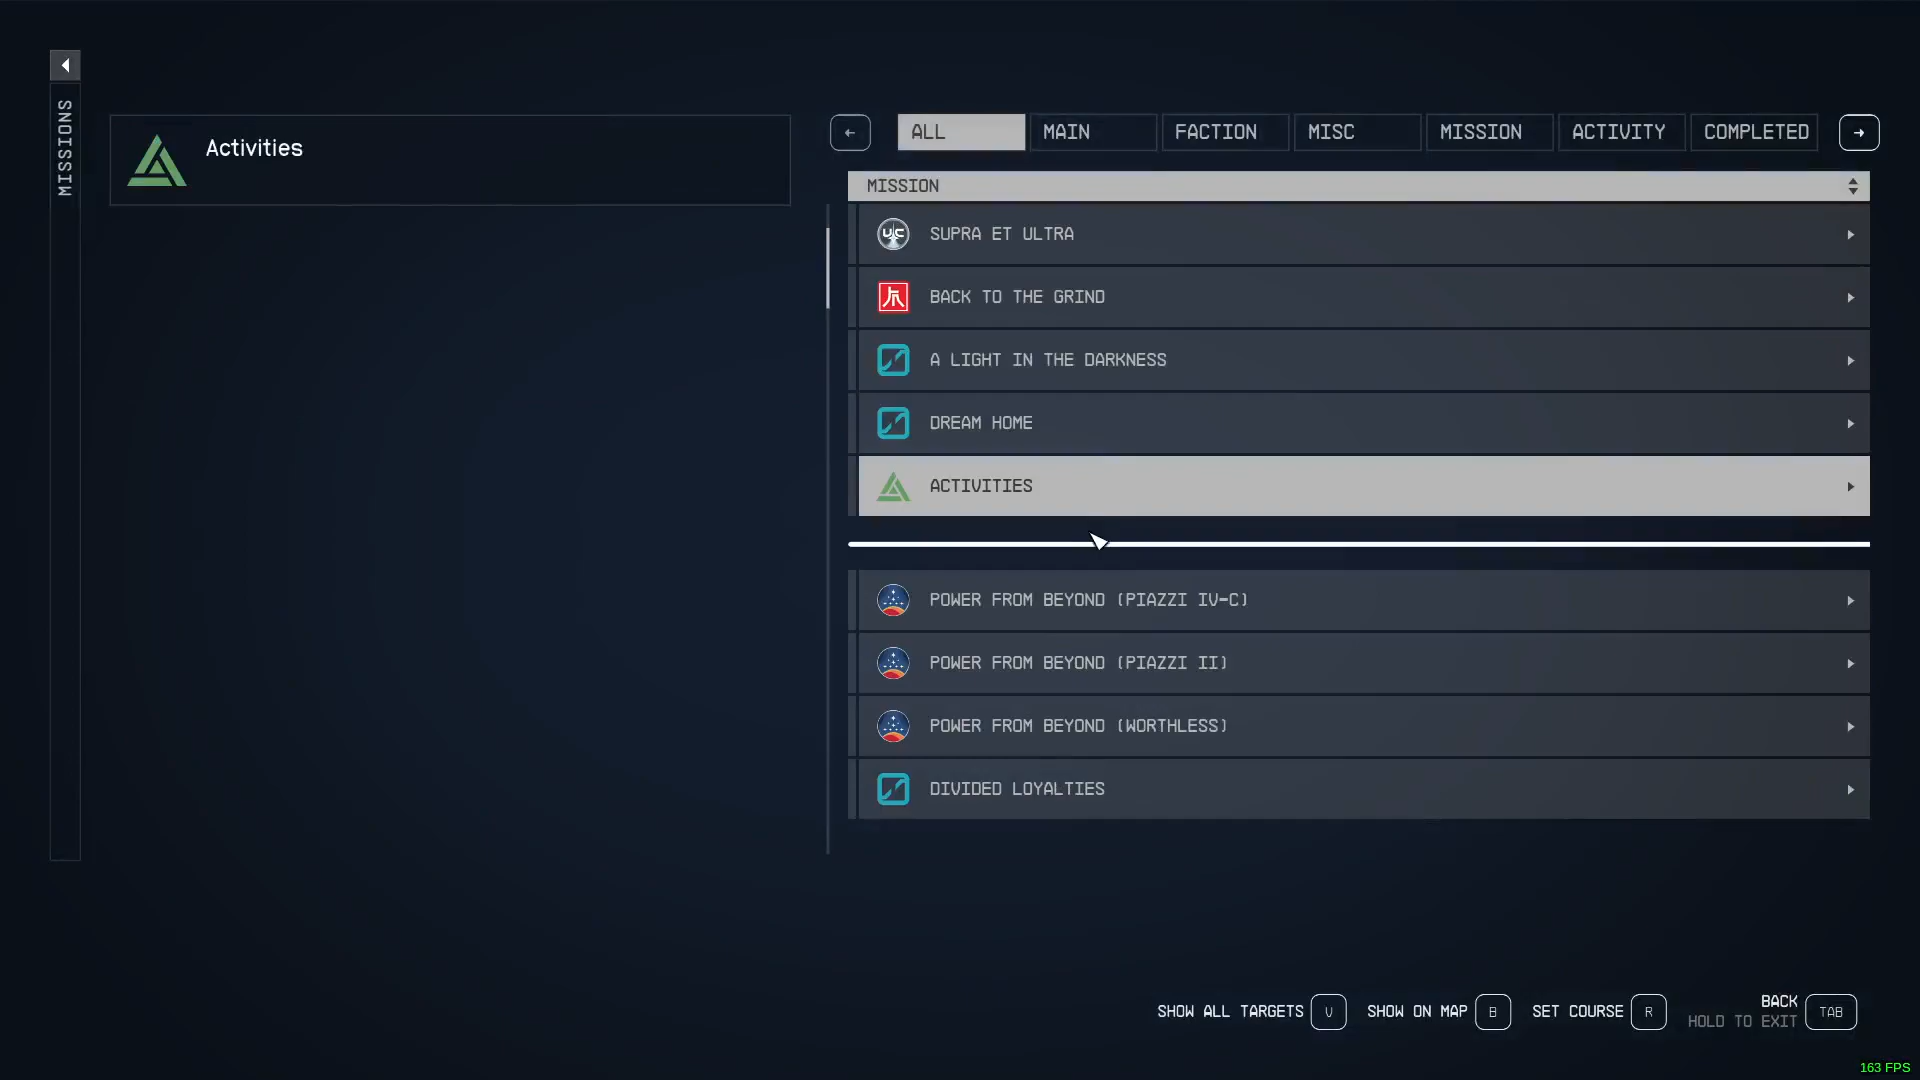 MISSIONS
Activities
ALL MAIN FACTION MISC MISSION ACTIVITY COMPLETED
MISSION
UC SUPRA ET ULTRA
BACK TO THE GRIND
A LIGHT IN THE DARKNESS
DREAM HOME
ACTIVITIES
POWER FROM BEYOND (PIAZZI IV-C)
POWER FROM BEYOND (PIAZZI II)
POWER FROM BEYOND (WORTHLESS)
DIVIDED LOYALTIES
SHOW ALL TARGETS V SHOW ON MAP B SET COURSE R BACK TAB
HOLD TO EXIT
163 FPS